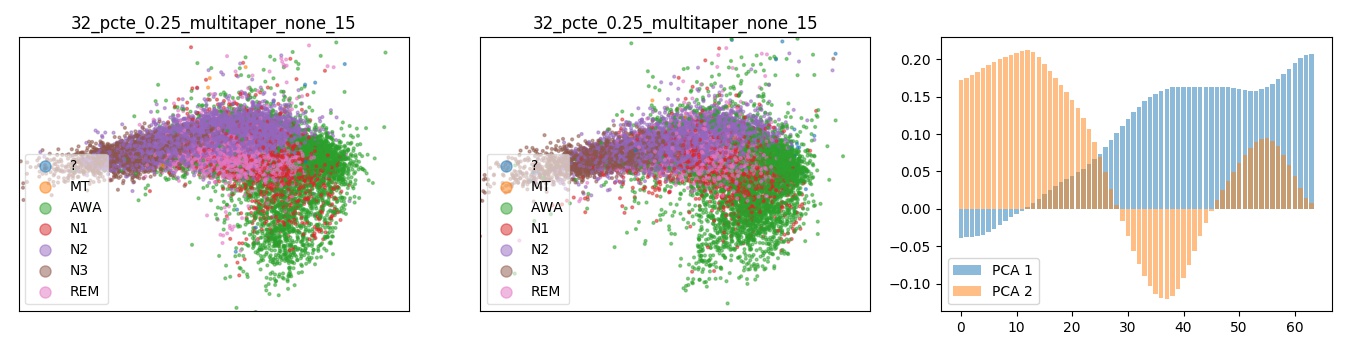 32_pcte_0.25_multitaper_none_15
?
MT
AWA
N1
N2
N3
REM
32_pcte_0.25_multitaper_none_15
?
MT
AWA
N1
N2
N3
REM
0.20
0.15
0.10
0.05
0.00
−0.05
−0.10
PCA 1
PCA 2
0 10 20 30 40 50 60